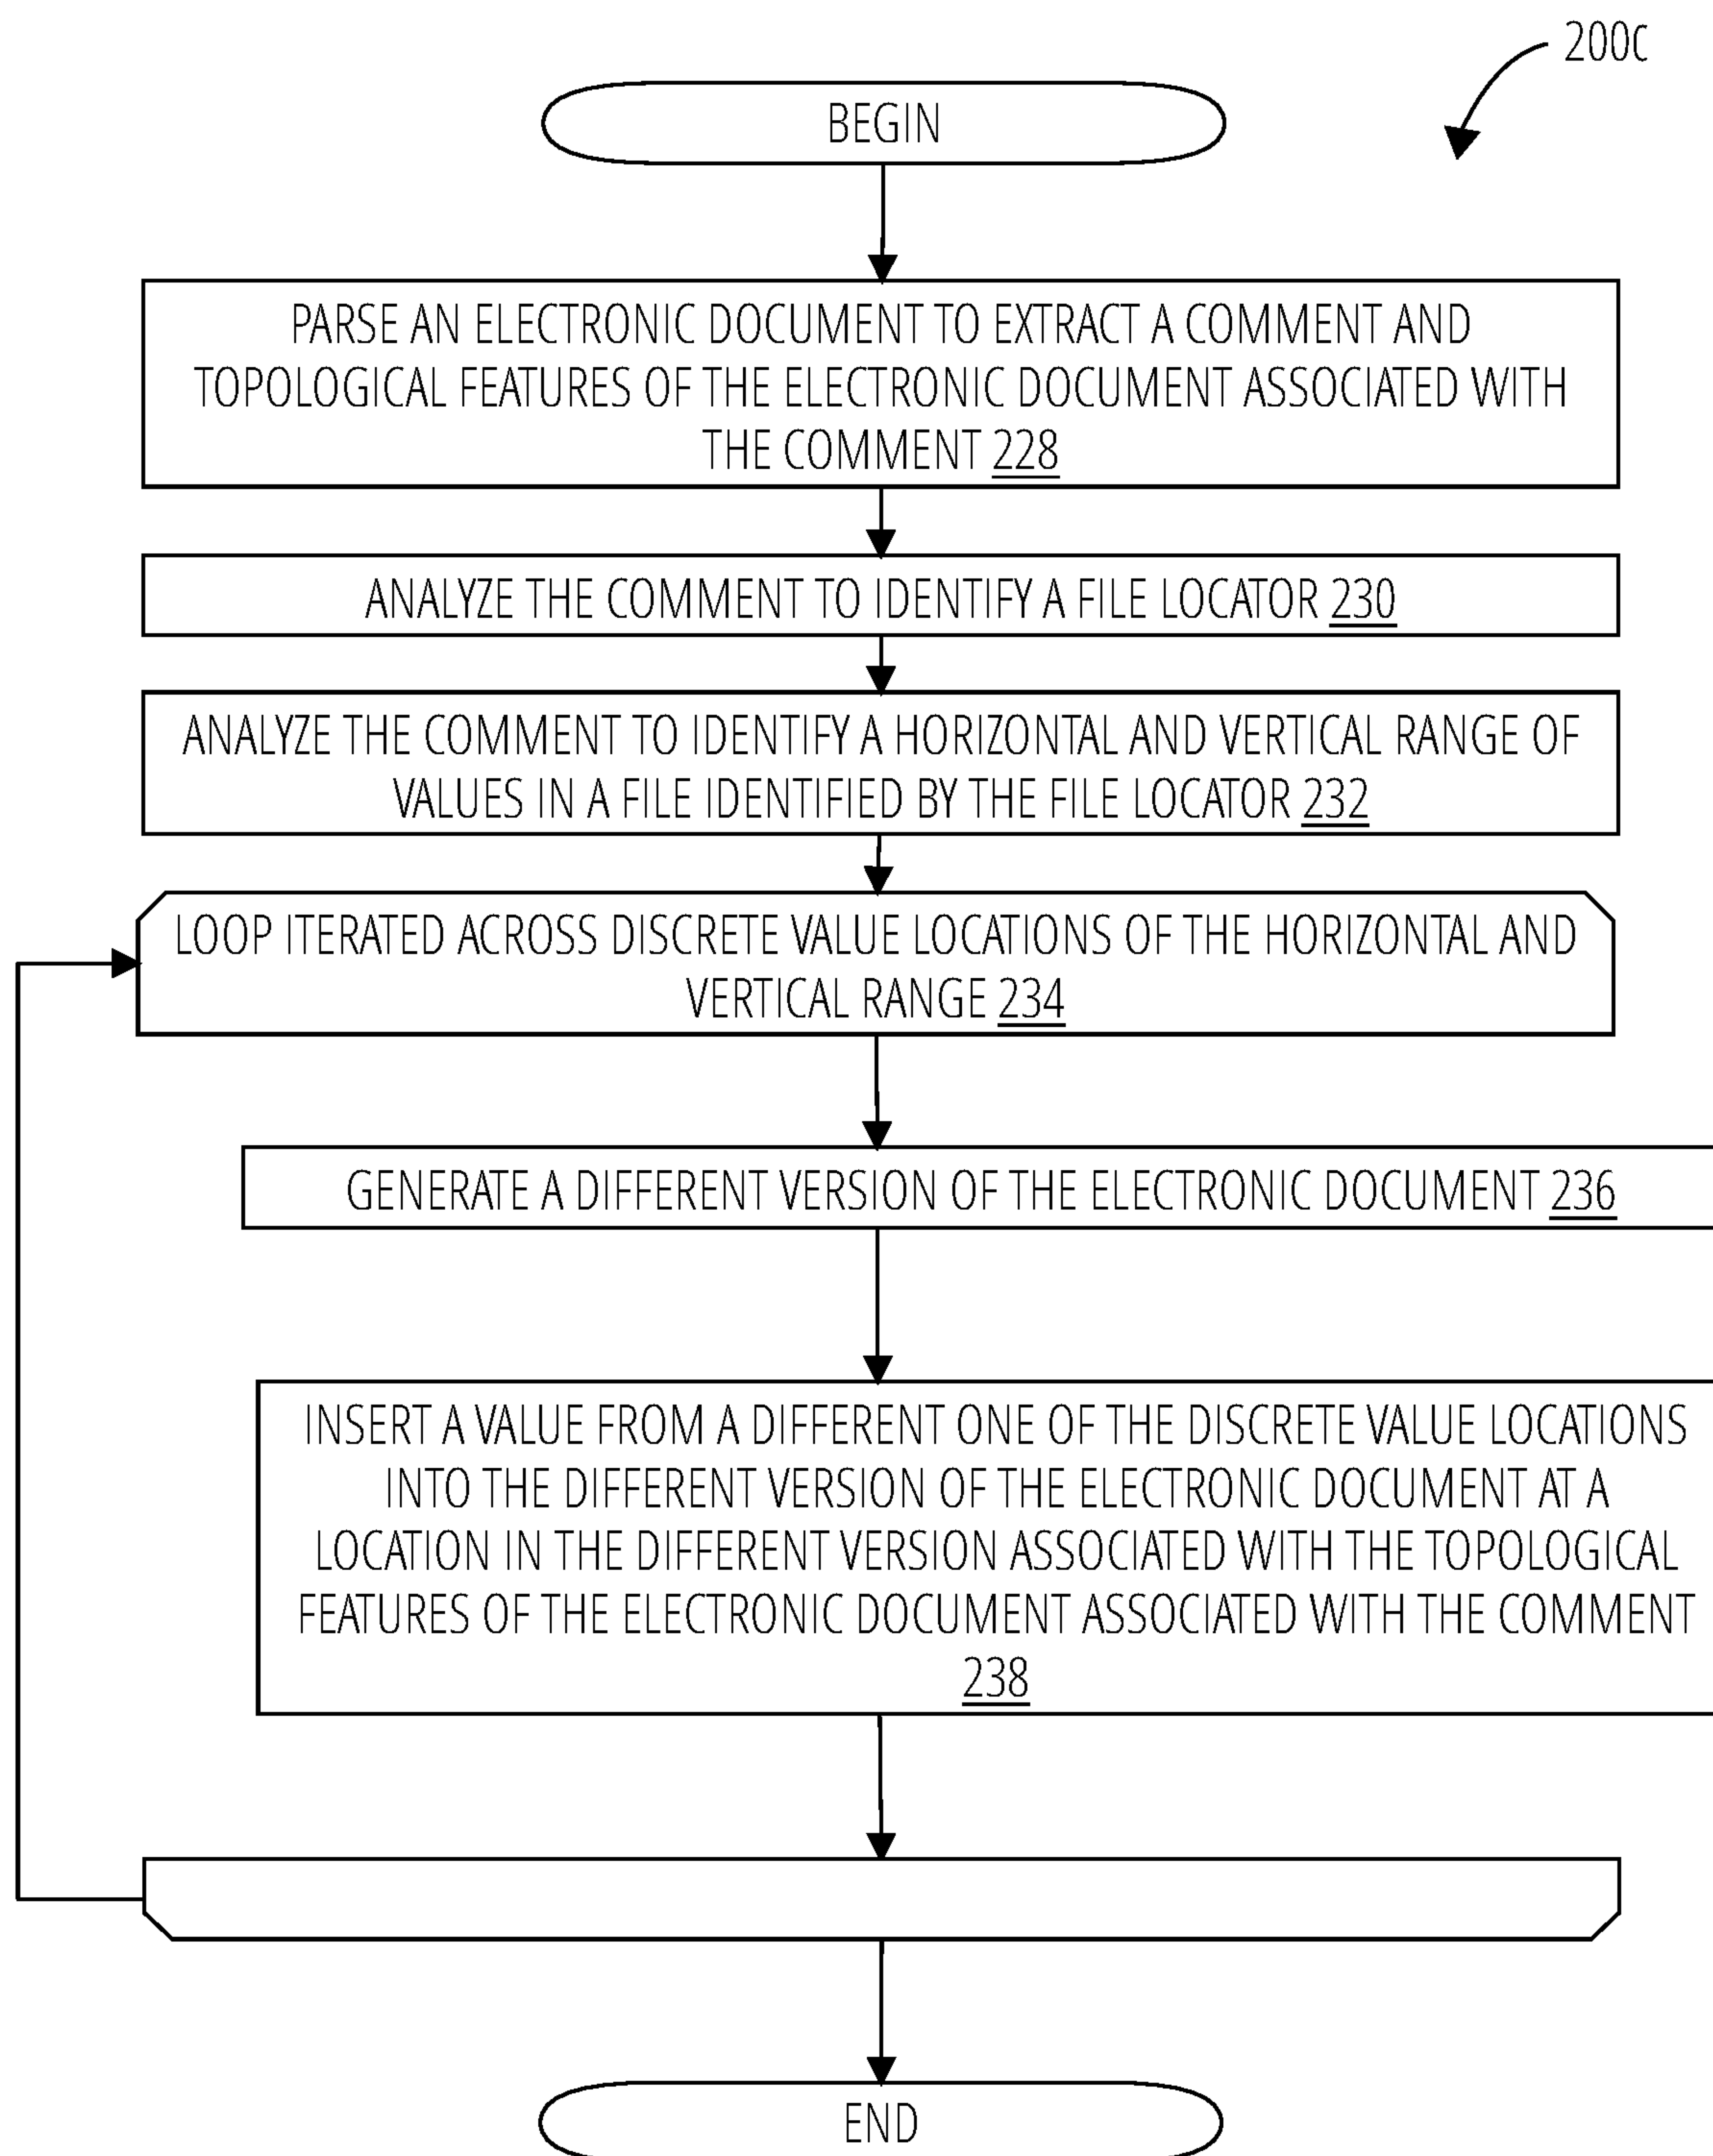 200C
BEGIN
PARSE AN ELECTRONIC DOCUMENT TO EXTRACT A COMMENT AND
TOPOLOGICAL FEATURES OF THE ELECTRONIC DOCUMENT ASSOCIATED WITH
THE COMMENT 228
ANALYZE THE COMMENT TO IDENTIFY A FILE LOCATOR 230
ANALYZE THE COMMENT TO IDENTIFY A HORIZONTAL AND VERTICAL RANGE OF
VALUES IN A FILE IDENTIFIED BY THE FILE LOCATOR 232
LOOP ITERATED ACROSS DISCRETE VALUE LOCATIONS OF THE HORIZONTAL AND
VERTICAL RANGE 234
GENERATE A DIFFERENT VERSION OF THE ELECTRONIC DOCUMENT 236
INSERT A VALUE FROM A DIFFERENT ONE OF THE DISCRETE VALUE LOCATIONS
INTO THE DIFFERENT VERSION OF THE ELECTRONIC DOCUMENT AT A
LOCATION IN THE DIFFERENT VERSION ASSOCIATED WITH THE TOPOLOGICAL
FEATURES OF THE ELECTRONIC DOCUMENT ASSOCIATED WITH THE COMMENT
238
END